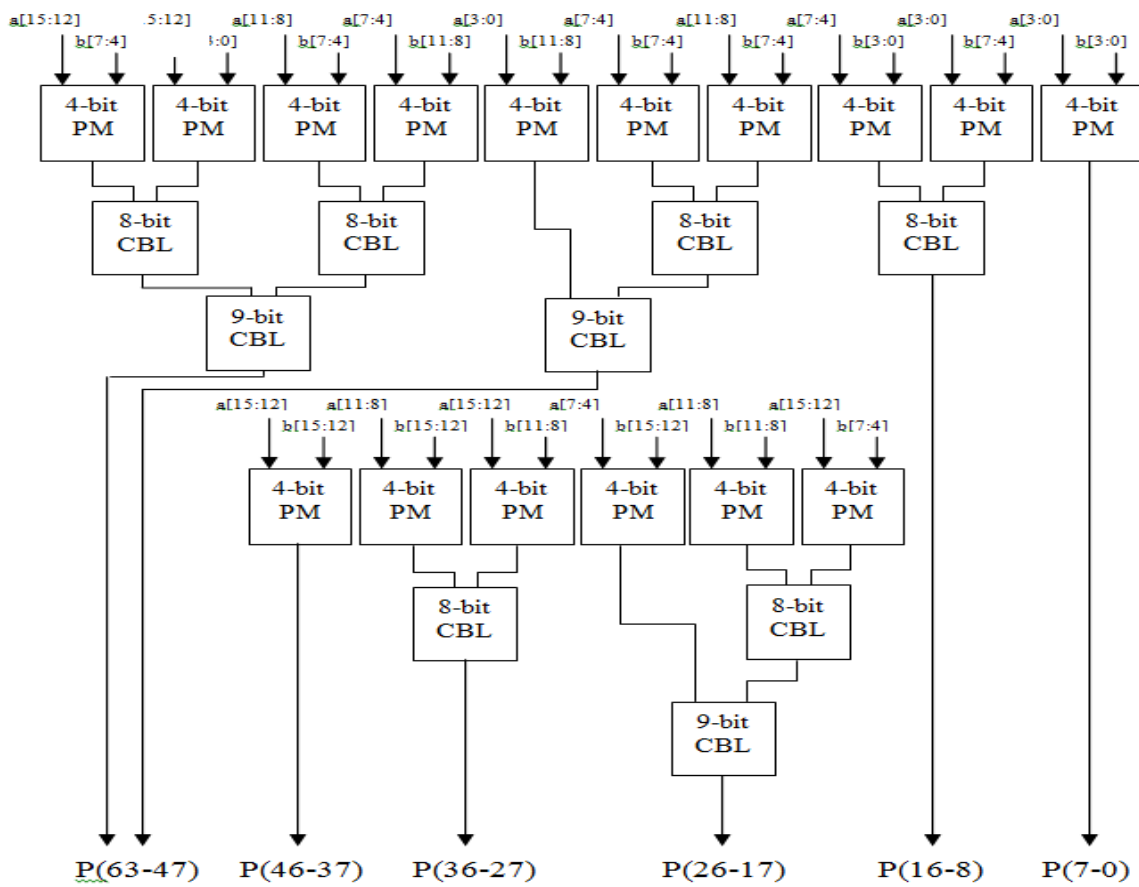 a[15:12] 5:12] a[11:8] a[7:4] a[3:0] a[7:4] a[11:8] a[7:4] a[3:0] a[3:0]
b[7:4] 3:0] b[7:4] b[11:8] b[11:8] b[7:4] b[7:4] b[3:0] b[7:4] b[3:0]
4-bit 4-bit 4-bit 4-bit 4-bit 4-bit 4-bit 4-bit 4-bit 4-bit
PM PM PM PM PM PM PM PM PM PM
8-bit 8-bit 8-bit 8-bit
CBL CBL CBL CBL
9-bit 9-bit
CBL CBL
a[15:12] a[11:8] a[15:12] a[7:4] a[11:8] a[15:12]
b[15:12] b[15:12] b[11:8] b[15:12] b[11:8] b[7:4]
4-bit 4-bit 4-bit 4-bit 4-bit 4-bit
PM PM PM PM PM PM
8-bit 8-bit
CBL CBL
9-bit
CBL
P(63-47) P(46-37) P(36-27) P(26-17) P(16-8) P(7-0)